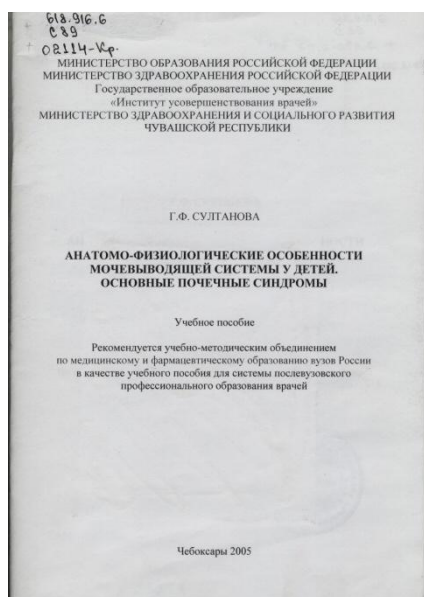 618.916.6
С 89
02114-Кр.
МИНИСТЕРСТВО ОБРАЗОВАНИЯ РОССИЙСКОЙ ФЕДЕРАЦИИ
МИНИСТЕРСТВО ЗДРАВООХРАНЕНИЯ РОССИЙСКОЙ ФЕДЕРАЦИИ
Государственное образовательное учреждение
«Институт усовершенствования врачей»
МИНИСТЕРСТВО ЗДРАВООХРАНЕНИЯ И СОЦИАЛЬНОГО РАЗВИТИЯ
ЧУВАШСКОЙ РЕСПУБЛИКИ
Г.Ф. СУЛТАНОВА
АНАТОМО-ФИЗИОЛОГИЧЕСКИЕ ОСОБЕННОСТИ
МОЧЕВЫВОДЯЩЕЙ СИСТЕМЫ У ДЕТЕЙ.
ОСНОВНЫЕ ПОЧЕЧНЫЕ СИНДРОМЫ
Учебное пособие
Рекомендуется учебно-методическим объединением
по медицинскому и фармацевтическому образованию вузов России
в качестве учебного пособия для системы послевузовского
профессионального образования врачей
Чебоксары 2005